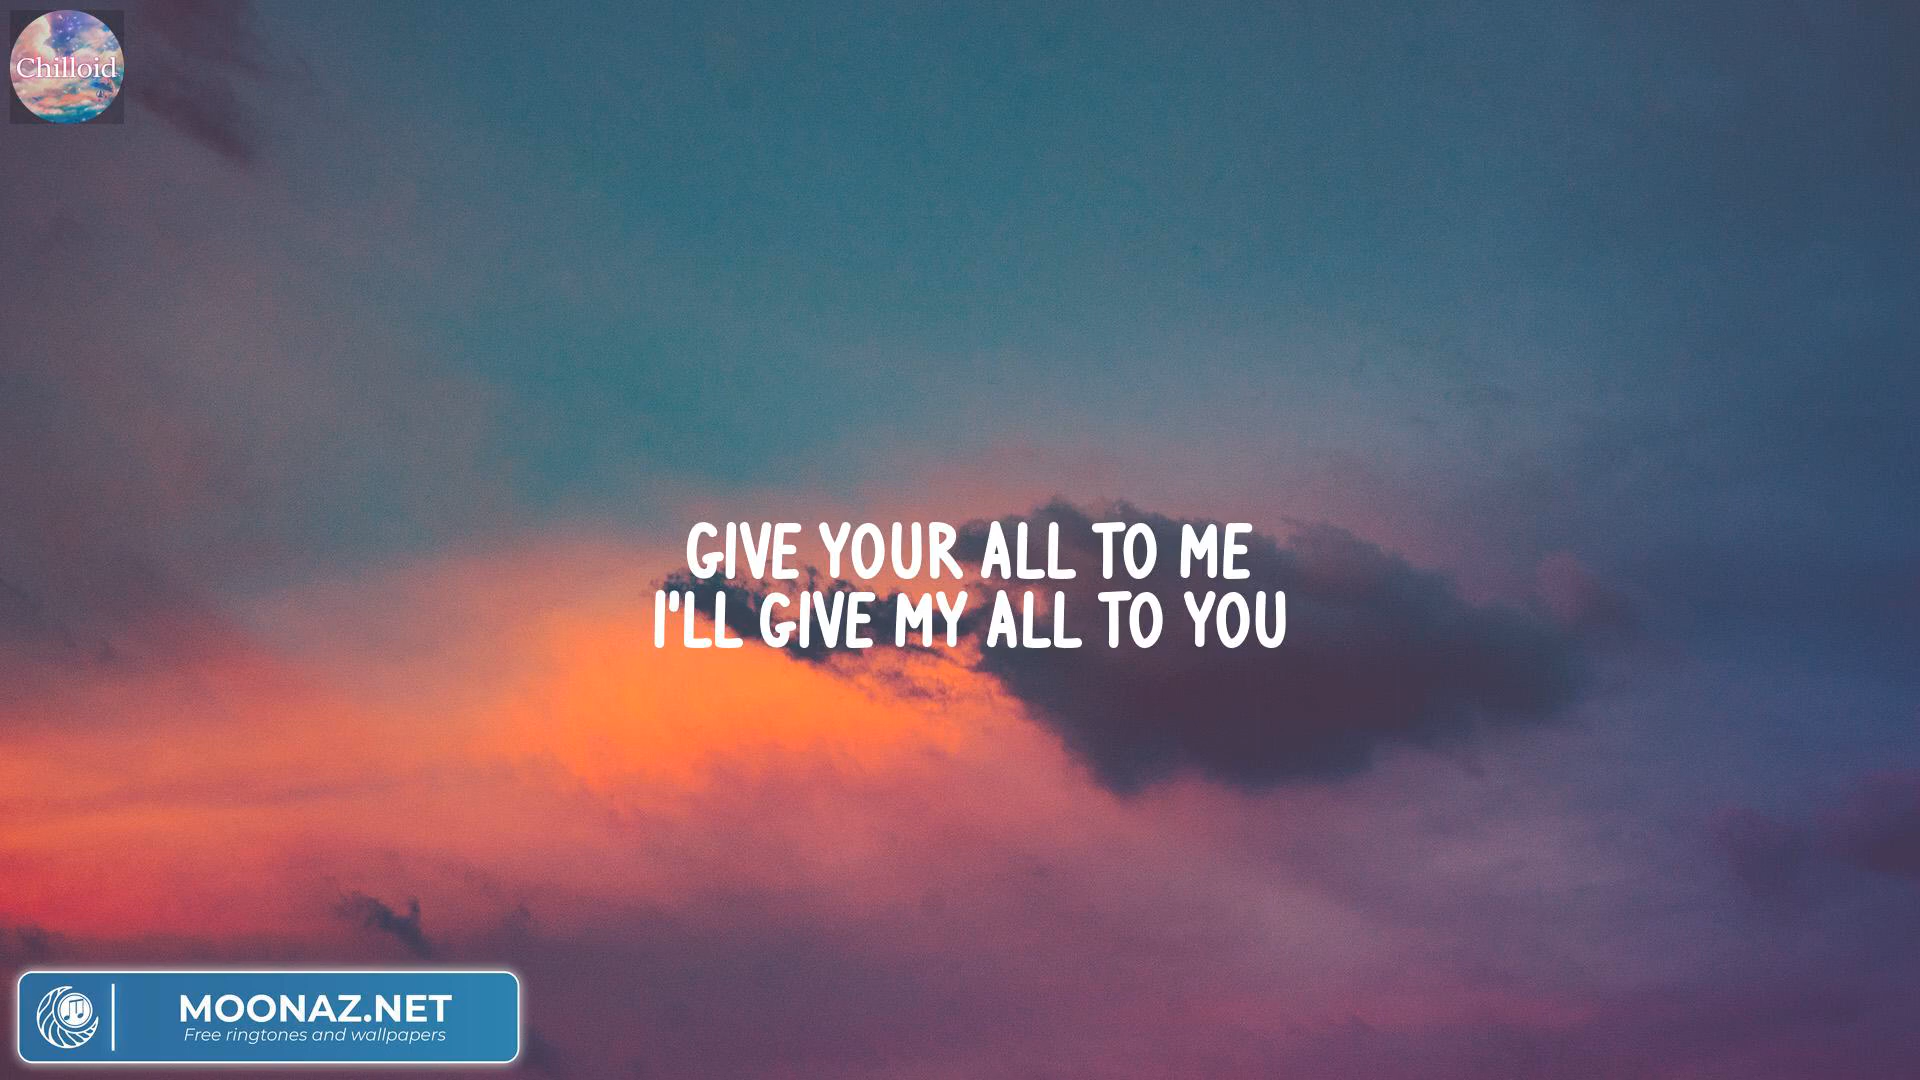 Chilloid
GIVE YOUR ALL TO ME
I'LL GIVE MY ALL TO YOU
MOONAZ.NET
Free ringtones and wallpapers